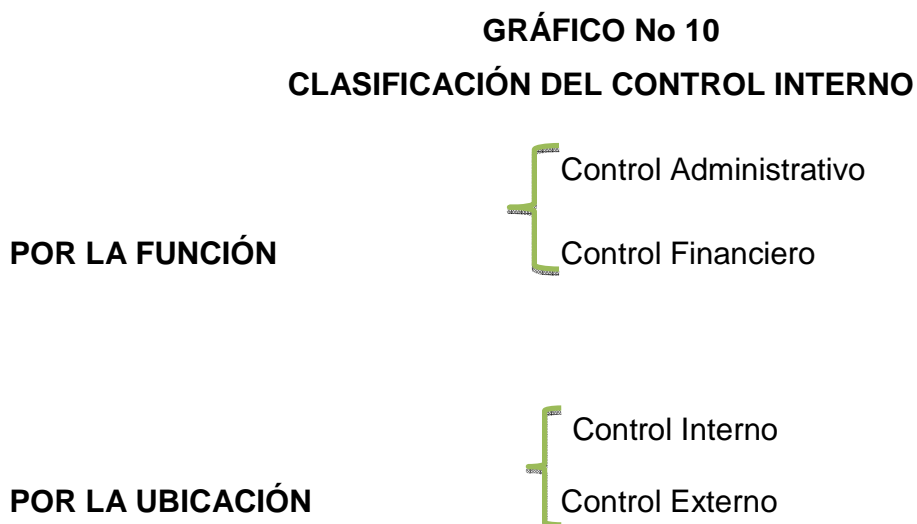 GRÁFICO No 10
CLASIFICACIÓN DEL CONTROL INTERNO
Control Administrativo
POR LA FUNCIÓN Control Financiero
Control Interno
POR LA UBICACIÓN Control Externo